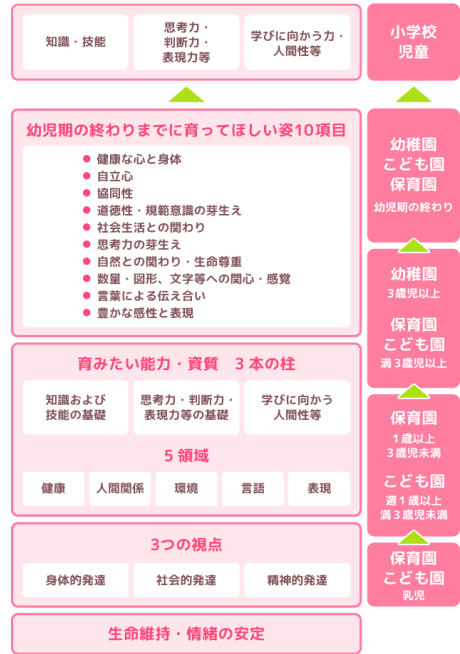 知識・技能
思考力・
判断力・
表現力等
学びに向かう力・
人間性等
小学校
児童
幼児期の終わりまでに育ってほしい姿10項目
● 健康な心と身体
● 自立心
● 協同性
● 道徳性・規範意識の芽生え
● 社会生活との関わり
● 思考力の芽生え
● 自然との関わり・生命尊重
● 数量・図形、文字等への関心・感覚
● 言葉による伝え合い
● 豊かな感性と表現
幼稚園
こども園
保育園
幼児期の終わり
幼稚園
3歳児以上
保育園
こども園
満3歳児以上
育みたい能力・資質 3本の柱
知識および
技能の基礎
思考力・判断力・
表現力等の基礎
学びに向かう
人間性等
5領域
健康
人間関係
環境
言語
表現
保育園
1歳以上
3歳児未満
こども園
週1歳以上
満3歳児未満
3つの視点
身体的発達
社会的発達
精神的発達
保育園
こども園
乳児
生命維持・情緒の安定